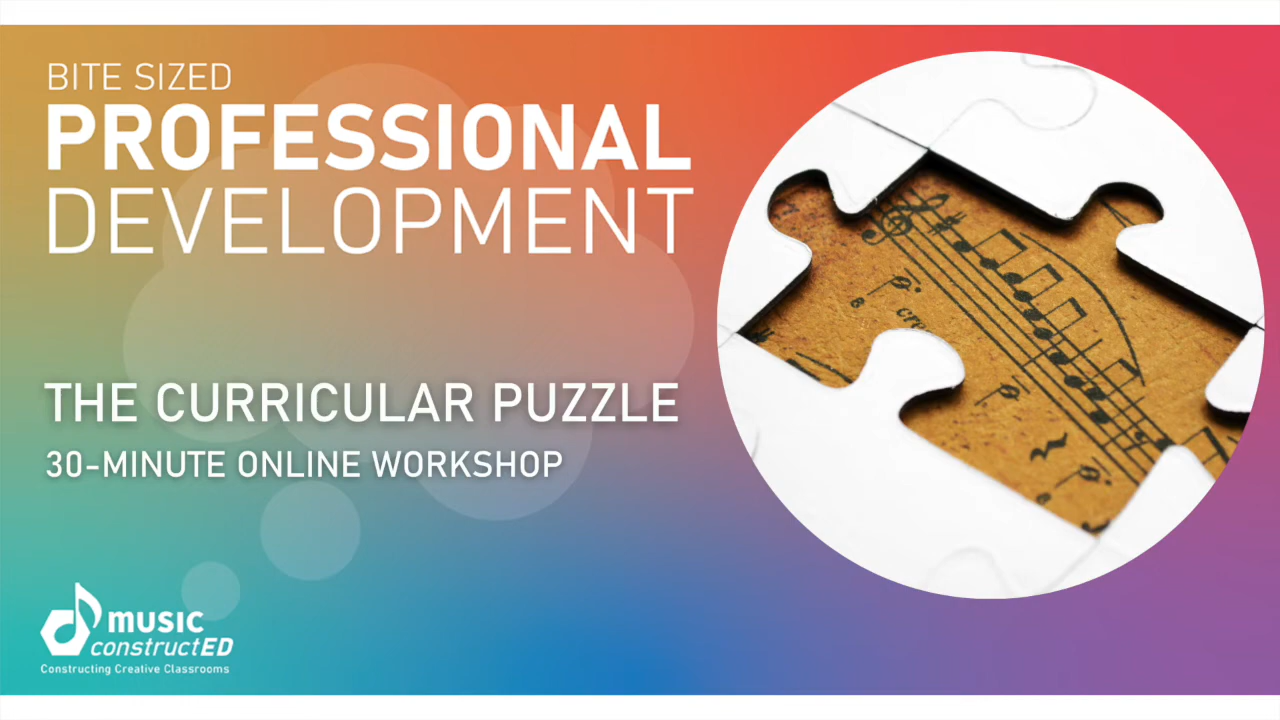 BITE SIZED
PROFESSIONAL
DEVELOPMENT
THE CURRICULAR PUZZLE
30-MINUTE ONLINE WORKSHOP
MUSIC
constructED
Constructing Creative Classrooms